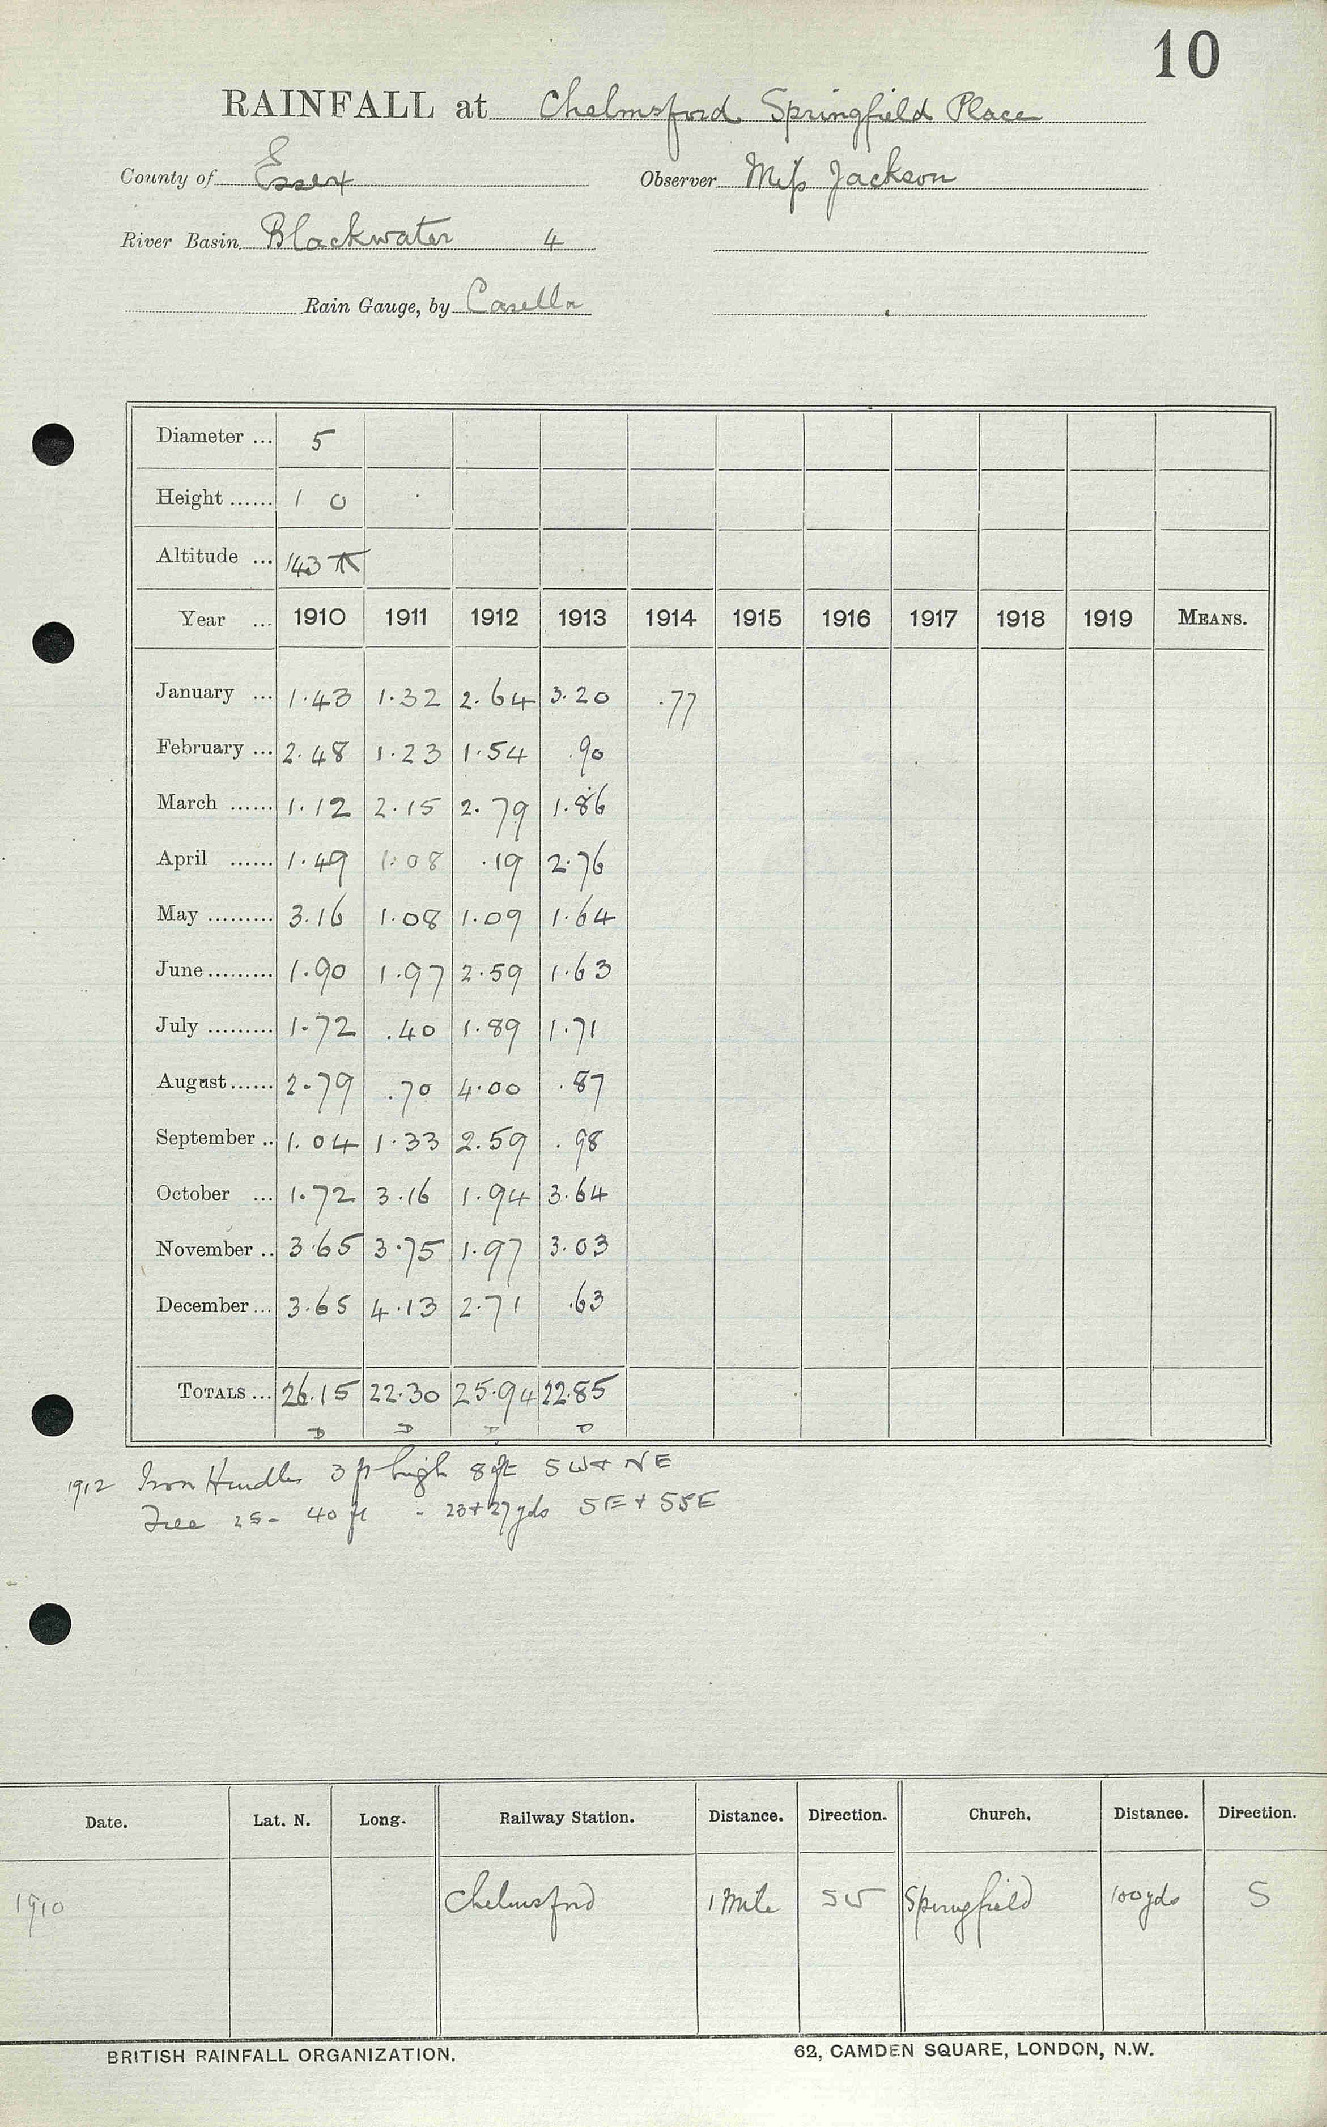 10
RAINFALL at Chelmsford Springfield Place
County of Essex Observer Miss Jackson
River Basin Blackwater 4
Rain Gauge, by Casella
Diameter ... 5
Height ...... 1 0
Altitude ... 143 ft
Year ... 1910 1911 1912 1913 1914 1915 1916 1917 1918 1919 MEANS.
January ... 1.43 1.32 2.64 3.20 .77
February ... 2.48 1.23 1.54 .90
March ...... 1.12 2.15 2.79 1.86
April ...... 1.49 1.08 .19 2.76
May ......... 3.16 1.08 1.09 1.64
June ......... 1.90 1.97 2.59 1.63
July ......... 1.72 .40 1.89 1.71
August ...... 2.79 .70 4.00 .87
September .. 1.04 1.33 2.59 .98
October ... 1.72 3.16 1.94 3.64
November .. 3.65 3.75 1.97 3.03
December ... 3.65 4.13 2.71 .63
TOTALS ... 26.15 22.30 25.94 22.85
D D D D
1912 Iron Hurdles 3 ft high 8 ft SW + NE
Tree 25 - 40 ft - 23 + 27 yds SE + SSE
Date. Lat. N. Long. Railway Station. Distance. Direction. Church. Distance. Direction.
1910 Chelmsford 1 Mile SW Springfield 100 yds S
BRITISH RAINFALL ORGANIZATION. 62, CAMDEN SQUARE, LONDON, N.W.